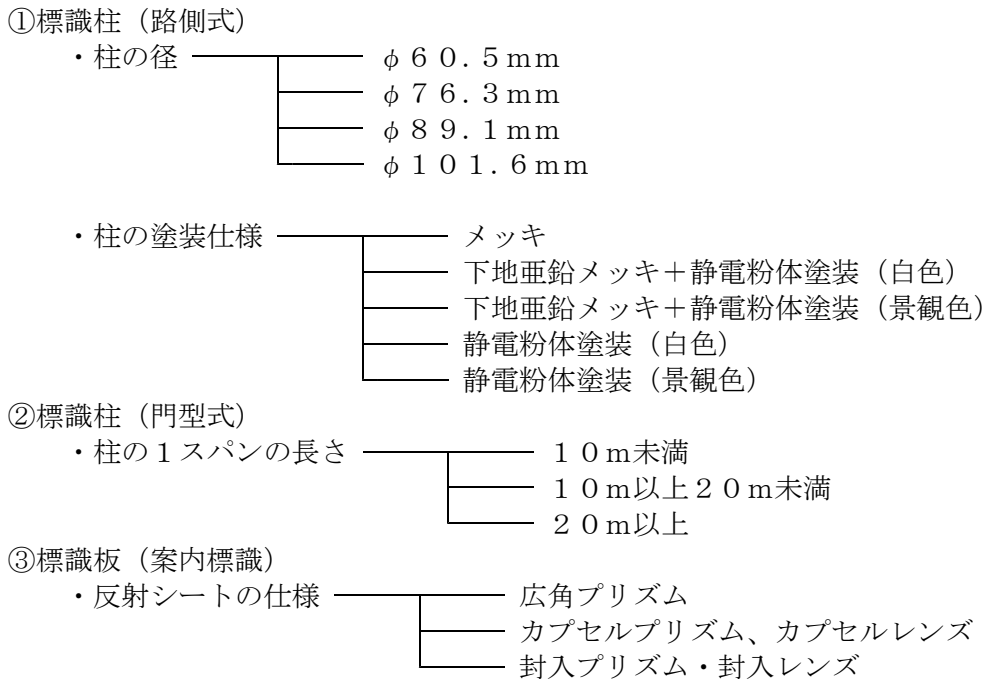 ①標識柱（路側式）
・柱の径 φ６０.５mm
φ７６.３mm
φ８９.１mm
φ１０１.６mm
・柱の塗装仕様 メッキ
下地亜鉛メッキ＋静電粉体塗装（白色）
下地亜鉛メッキ＋静電粉体塗装（景観色）
静電粉体塗装（白色）
静電粉体塗装（景観色）
②標識柱（門型式）
・柱の１スパンの長さ １０ｍ未満
１０ｍ以上２０ｍ未満
２０ｍ以上
③標識板（案内標識）
・反射シートの仕様 広角プリズム
カプセルプリズム、カプセルレンズ
封入プリズム・封入レンズ